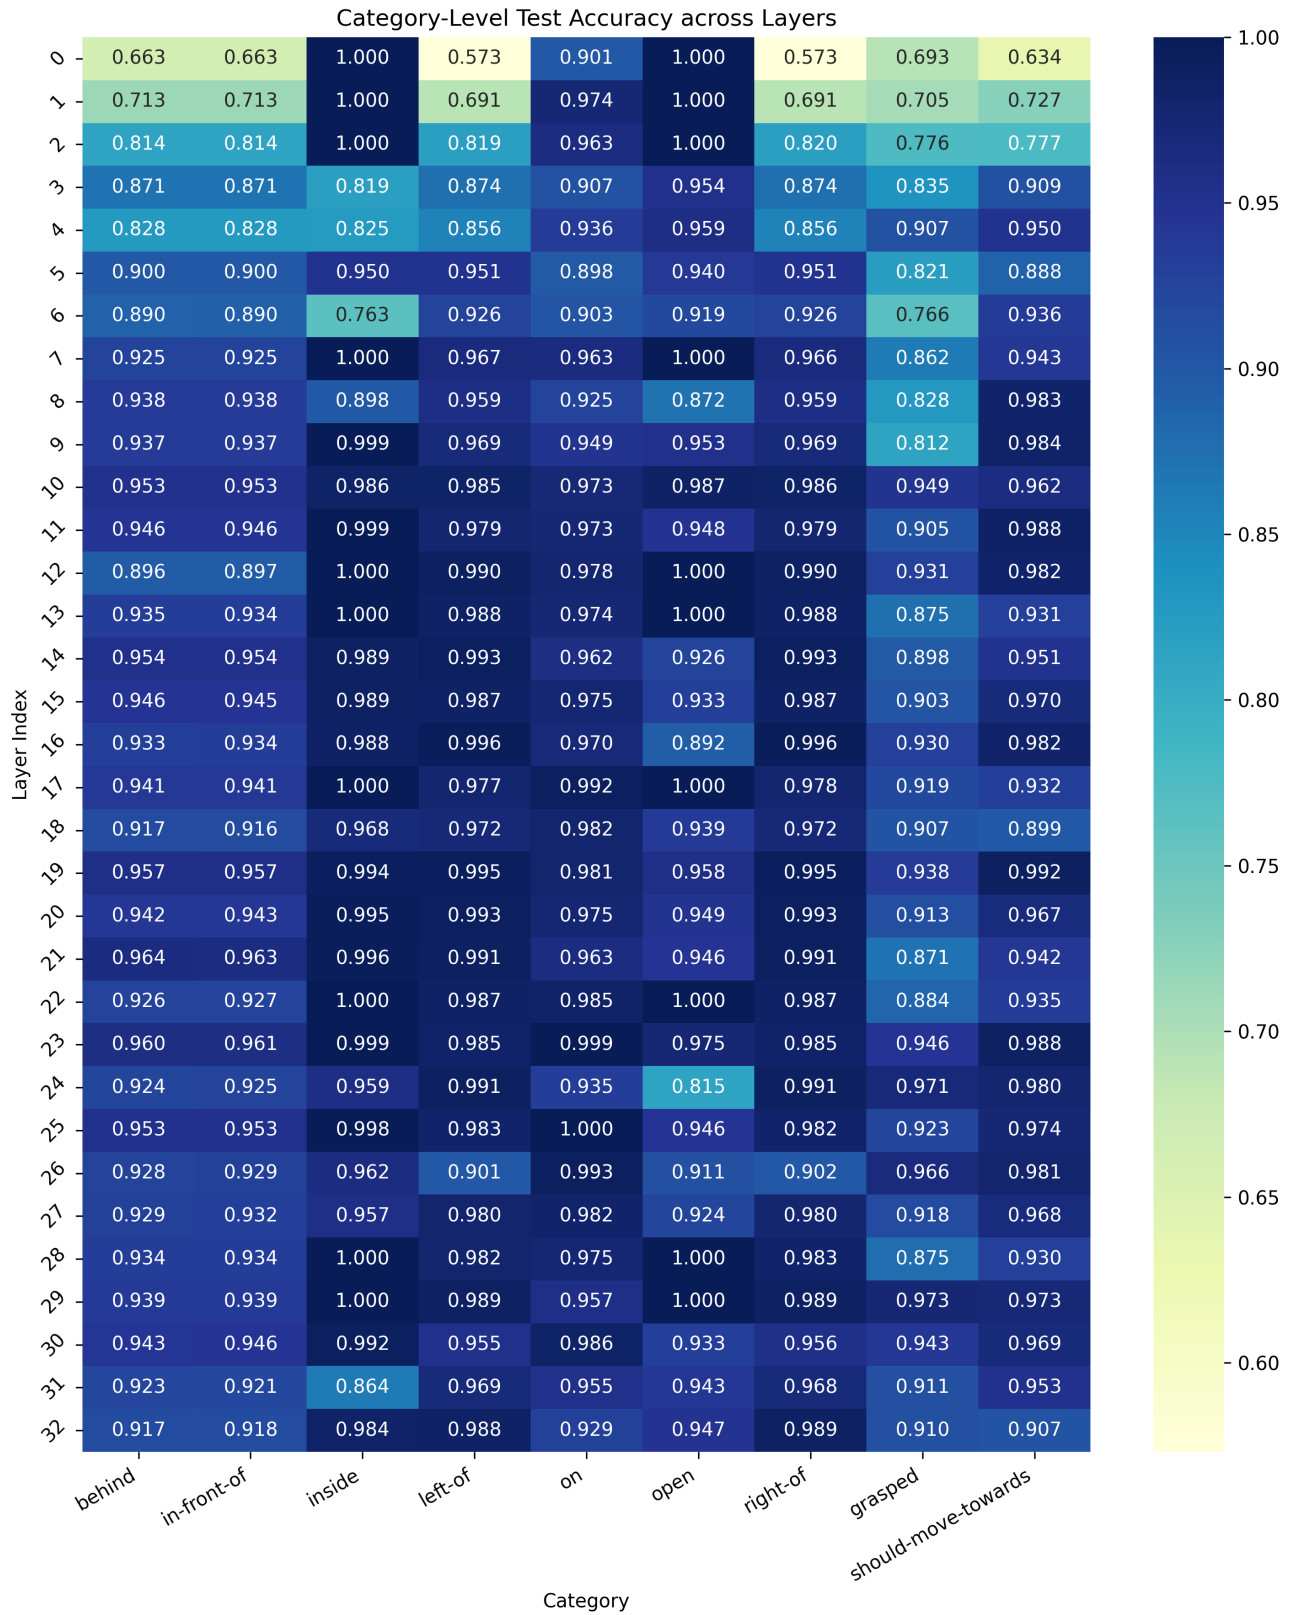 Category-Level Test Accuracy across Layers
0 0.663 0.663 1.000 0.573 0.901 1.000 0.573 0.693 0.634
1 0.713 0.713 1.000 0.691 0.974 1.000 0.691 0.705 0.727
2 0.814 0.814 1.000 0.819 0.963 1.000 0.820 0.776 0.777
3 0.871 0.871 0.819 0.874 0.907 0.954 0.874 0.835 0.909
4 0.828 0.828 0.825 0.856 0.936 0.959 0.856 0.907 0.950
5 0.900 0.900 0.950 0.951 0.898 0.940 0.951 0.821 0.888
6 0.890 0.890 0.763 0.926 0.903 0.919 0.926 0.766 0.936
7 0.925 0.925 1.000 0.967 0.963 1.000 0.966 0.862 0.943
8 0.938 0.938 0.898 0.959 0.925 0.872 0.959 0.828 0.983
9 0.937 0.937 0.999 0.969 0.949 0.953 0.969 0.812 0.984
10 0.953 0.953 0.986 0.985 0.973 0.987 0.986 0.949 0.962
11 0.946 0.946 0.999 0.979 0.973 0.948 0.979 0.905 0.988
12 0.896 0.897 1.000 0.990 0.978 1.000 0.990 0.931 0.982
13 0.935 0.934 1.000 0.988 0.974 1.000 0.988 0.875 0.931
14 0.954 0.954 0.989 0.993 0.962 0.926 0.993 0.898 0.951
15 0.946 0.945 0.989 0.987 0.975 0.933 0.987 0.903 0.970
16 0.933 0.934 0.988 0.996 0.970 0.892 0.996 0.930 0.982
17 0.941 0.941 1.000 0.977 0.992 1.000 0.978 0.919 0.932
18 0.917 0.916 0.968 0.972 0.982 0.939 0.972 0.907 0.899
19 0.957 0.957 0.994 0.995 0.981 0.958 0.995 0.938 0.992
20 0.942 0.943 0.995 0.993 0.975 0.949 0.993 0.913 0.967
21 0.964 0.963 0.996 0.991 0.963 0.946 0.991 0.871 0.942
22 0.926 0.927 1.000 0.987 0.985 1.000 0.987 0.884 0.935
23 0.960 0.961 0.999 0.985 0.999 0.975 0.985 0.946 0.988
24 0.924 0.925 0.959 0.991 0.935 0.815 0.991 0.971 0.980
25 0.953 0.953 0.998 0.983 1.000 0.946 0.982 0.923 0.974
26 0.928 0.929 0.962 0.901 0.993 0.911 0.902 0.966 0.981
27 0.929 0.932 0.957 0.980 0.982 0.924 0.980 0.918 0.968
28 0.934 0.934 1.000 0.982 0.975 1.000 0.983 0.875 0.930
29 0.939 0.939 1.000 0.989 0.957 1.000 0.989 0.973 0.973
30 0.943 0.946 0.992 0.955 0.986 0.933 0.956 0.943 0.969
31 0.923 0.921 0.864 0.969 0.955 0.943 0.968 0.911 0.953
32 0.917 0.918 0.984 0.988 0.929 0.947 0.989 0.910 0.907
Layer Index
behind in-front-of inside left-of on open right-of grasped should-move-towards
Category
1.00
0.95
0.90
0.85
0.80
0.75
0.70
0.65
0.60